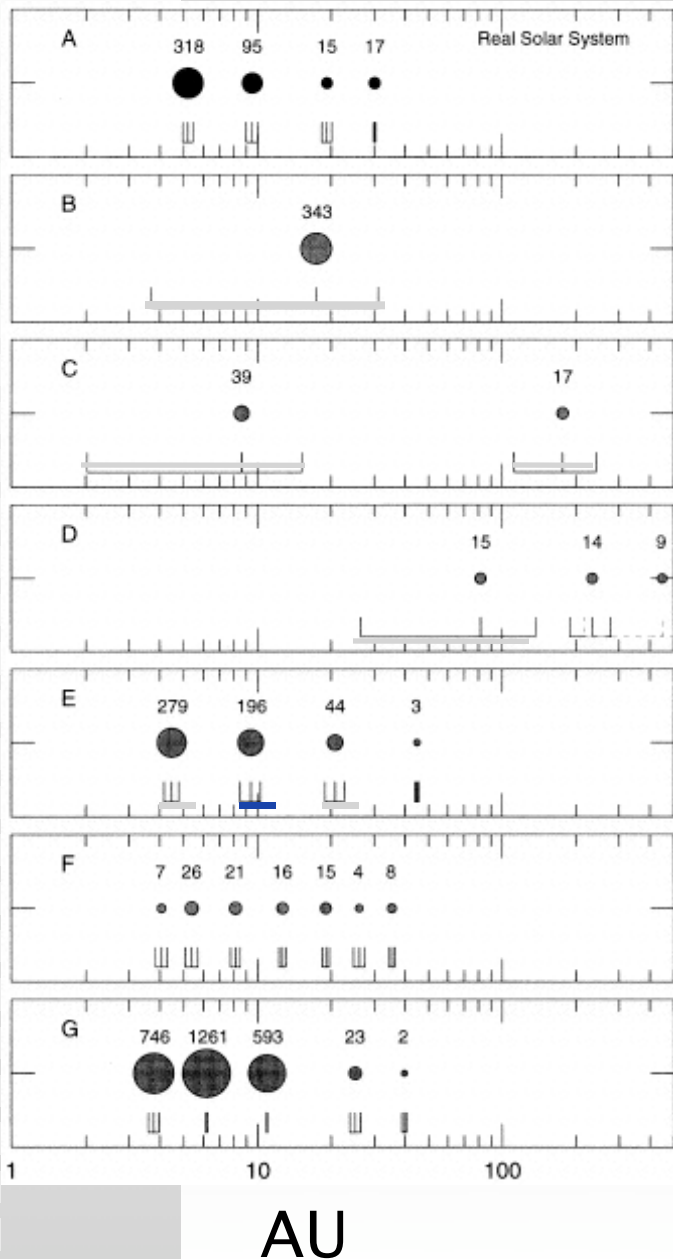 A
Real Solar System
318 95 15 17
B
343
C
39 17
D
15 14 9
E
279 196 44 3
F
7 26 21 16 15 4 8
G
746 1261 593 23 2
1 10 100
AU